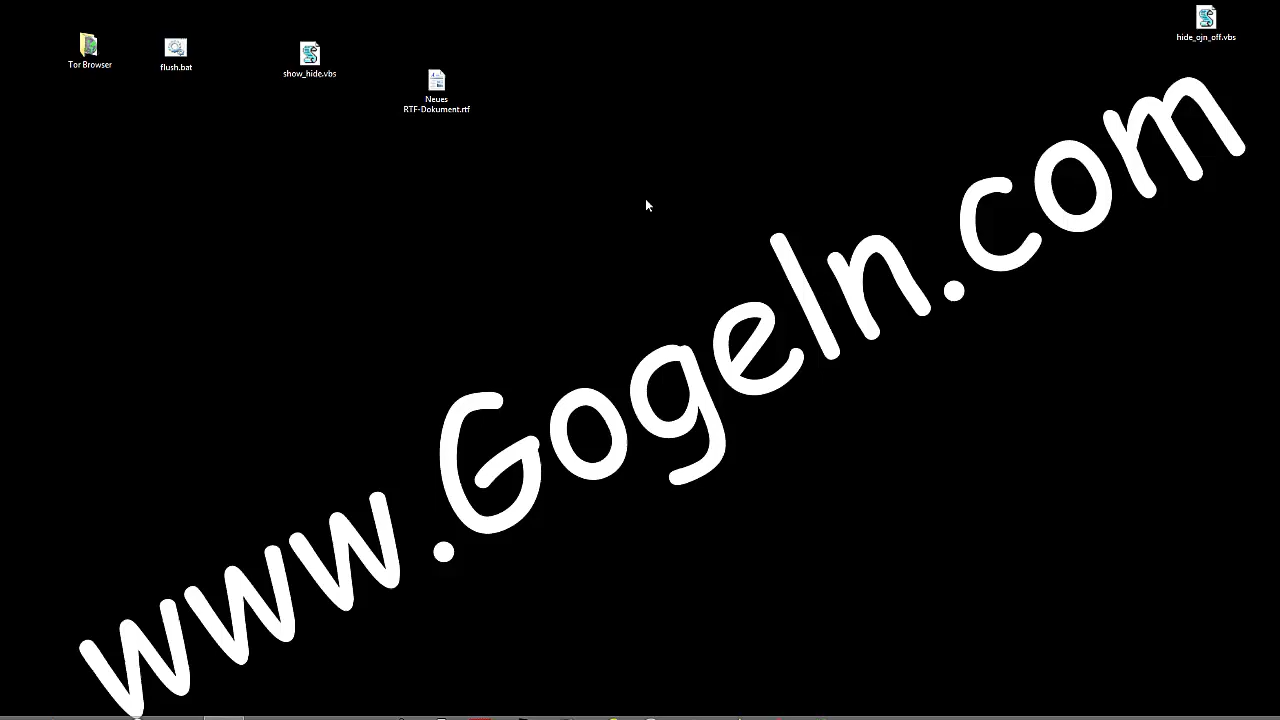 hide_ojn_off.vbs
Tor Browser
flush.bat
show_hide.vbs
Neues
RTF-Dokument.rtf
www.Gogeln.com